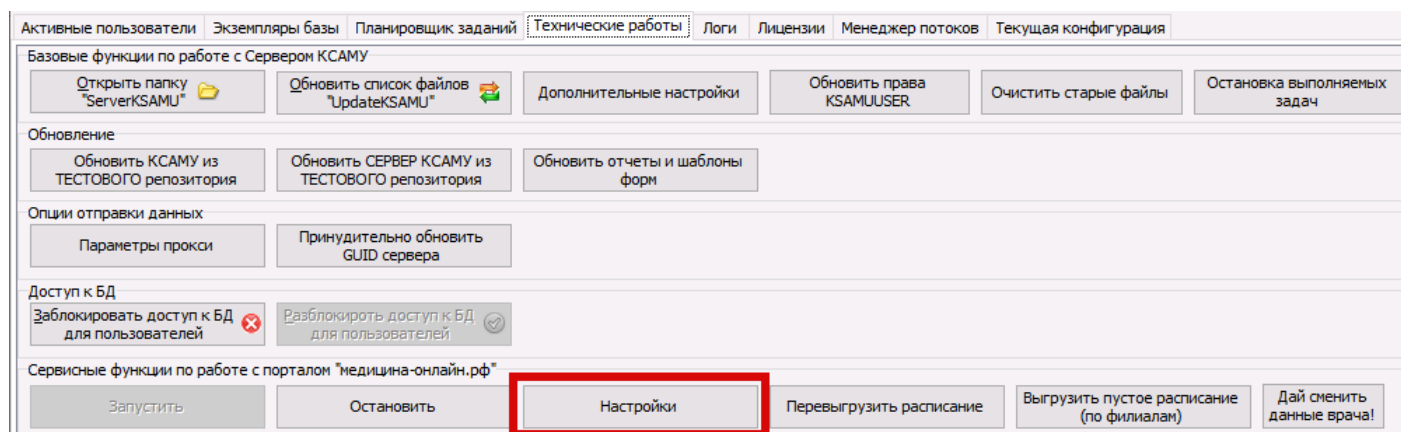 Активные пользователи Экземпляры базы Планировщик заданий Технические работы Логи Лицензии Менеджер потоков Текущая конфигурация
Базовые функции по работе с Сервером КСАМУ
Открыть папку "ServerKSAMU"
Обновить список файлов "UpdateKSAMU"
Дополнительные настройки
Обновить права KSAMUUSER
Очистить старые файлы
Остановка выполняемых задач
Обновление
Обновить КСАМУ из ТЕСТОВОГО репозитория
Обновить СЕРВЕР КСАМУ из ТЕСТОВОГО репозитория
Обновить отчеты и шаблоны форм
Опции отправки данных
Параметры прокси
Принудительно обновить GUID сервера
Доступ к БД
Заблокировать доступ к БД для пользователей
Разблокироть доступ к БД для пользователей
Сервисные функции по работе с порталом "медицина-онлайн.рф"
Запустить
Остановить
Настройки
Перевыгрузить расписание
Выгрузить пустое расписание (по филиалам)
Дай сменить данные врача!